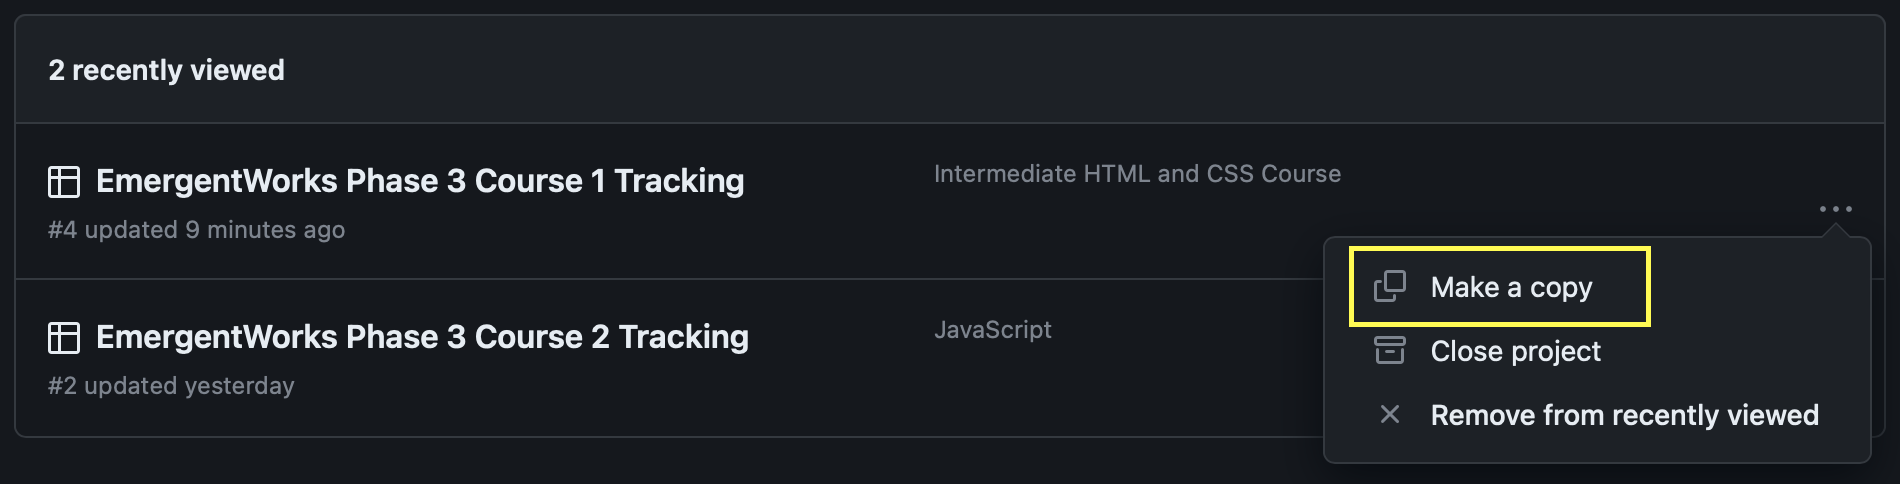 2 recently viewed
EmergentWorks Phase 3 Course 1 Tracking
Intermediate HTML and CSS Course
#4 updated 9 minutes ago
EmergentWorks Phase 3 Course 2 Tracking
JavaScript
#2 updated yesterday
Make a copy
Close project
Remove from recently viewed